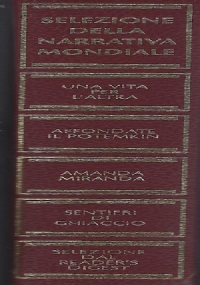 SELEZIONE
DELLA
NARRATIVA
MONDIALE
UNA VITA
PER
L'ALTRA
AFFONDATE
IL POTEMKIN
AMANDA
MIRANDA
SENTIERI
DI
GHIACCIO
SELEZIONE
DAL
READER'S
DIGEST